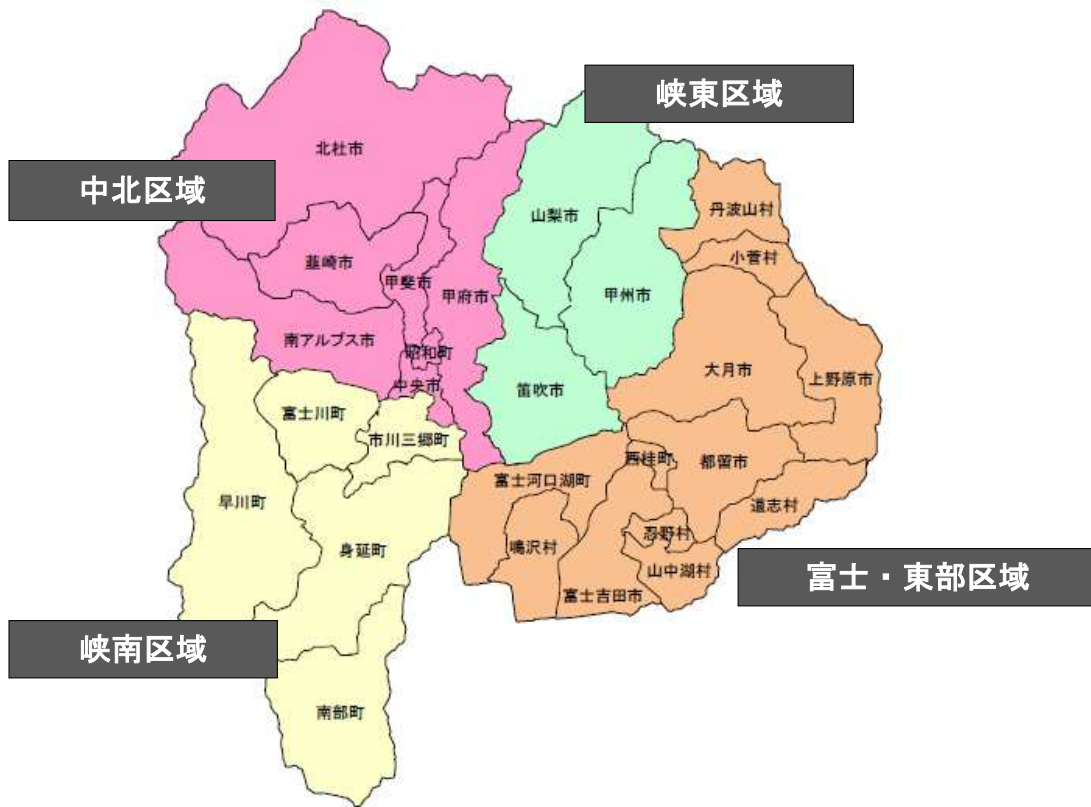 峡東区域
北杜市
中北区域
山梨市
丹波山村
小菅村
韮崎市
甲斐市
甲府市
甲州市
南アルプス市
昭和町
中央市
大月市
上野原市
笛吹市
富士川町
市川三郷町
西桂町
都留市
富士河口湖町
早川町
道志村
忍野村
鳴沢村
身延町
山中湖村
富士・東部区域
富士吉田市
峡南区域
南部町